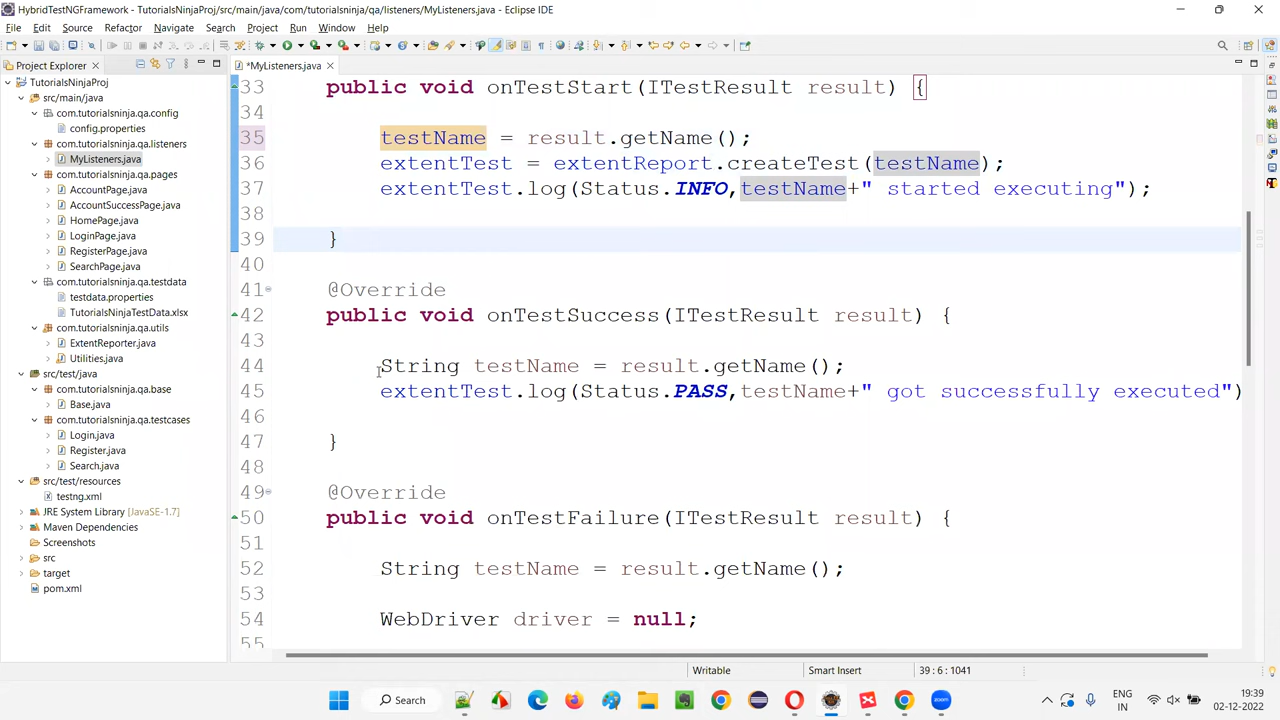 HybridTestNGFramework - TutorialsNinjaProj/src/main/java/com/tutorialsninja/qa/listeners/MyListeners.java - Eclipse IDE
File Edit Source Refactor Navigate Search Project Run Window Help
Project Explorer
*MyListeners.java
TutorialsNinjaProj
src/main/java
com.tutorialsninja.qa.config
config.properties
com.tutorialsninja.qa.listeners
MyListeners.java
com.tutorialsninja.qa.pages
AccountPage.java
AccountSuccessPage.java
HomePage.java
LoginPage.java
RegisterPage.java
SearchPage.java
com.tutorialsninja.qa.testdata
testdata.properties
TutorialsNinjaTestData.xlsx
com.tutorialsninja.qa.utils
ExtentReporter.java
Utilities.java
src/test/java
com.tutorialsninja.qa.base
Base.java
com.tutorialsninja.qa.testcases
Login.java
Register.java
Search.java
src/test/resources
testng.xml
JRE System Library [JavaSE-1.7]
Maven Dependencies
Screenshots
src
target
pom.xml
33 public void onTestStart(ITestResult result) {
34
35 testName = result.getName();
36 extentTest = extentReport.createTest(testName);
37 extentTest.log(Status.INFO,testName+" started executing");
38
39 }
40
41 @Override
42 public void onTestSuccess(ITestResult result) {
43
44 String testName = result.getName();
45 extentTest.log(Status.PASS,testName+" got successfully executed")
46
47 }
48
49 @Override
50 public void onTestFailure(ITestResult result) {
51
52 String testName = result.getName();
53
54 WebDriver driver = null;
55
Writable Smart Insert 39 : 6 : 1041
Search
ENG
IN
19:39
02-12-2022